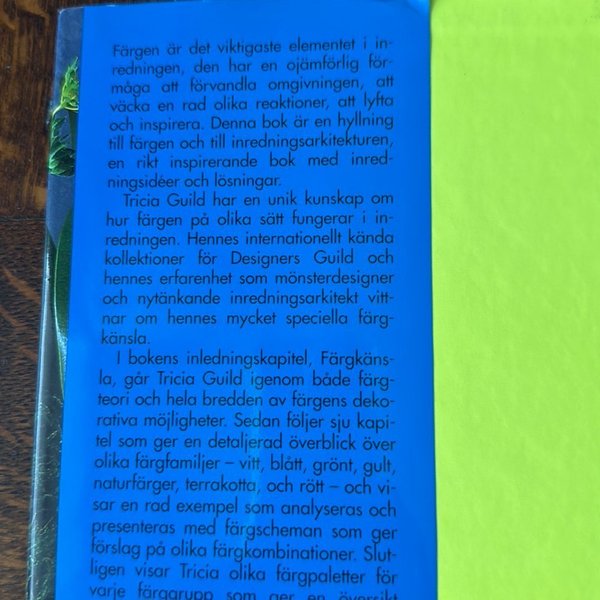 Färgen är det viktigaste elementet i in-
redningen, den har en ojämförlig för-
måga att förvandla omgivningen, att
väcka en rad olika reaktioner, att lyfta
och inspirera. Denna bok är en hyllning
till färgen och till inredningsarkitekturen,
en rikt inspirerande bok med inred-
ningsidéer och lösningar.
Tricia Guild har en unik kunskap om
hur färgen på olika sätt fungerar i in-
redningen. Hennes internationellt kända
kollektioner för Designers Guild och
hennes erfarenhet som mönsterdesigner
och nytänkande inredningsarkitekt vitt-
nar om hennes mycket speciella färg-
känsla.
I bokens inledningskapitel, Färgkäns-
la, går Tricia Guild igenom både färg-
teori och hela bredden av färgens deko-
rativa möjligheter. Sedan följer sju kapi-
tel som ger en detaljerad överblick över
olika färgfamiljer – vitt, blått, grönt, gult,
naturfärger, terrakotta, och rött – och vi-
sar en rad exempel som analyseras och
presenteras med färgscheman som ger
förslag på olika färgkombinationer. Slut-
ligen visar Tricia olika färgpaletter för
varje färggrupp som ger en översikt